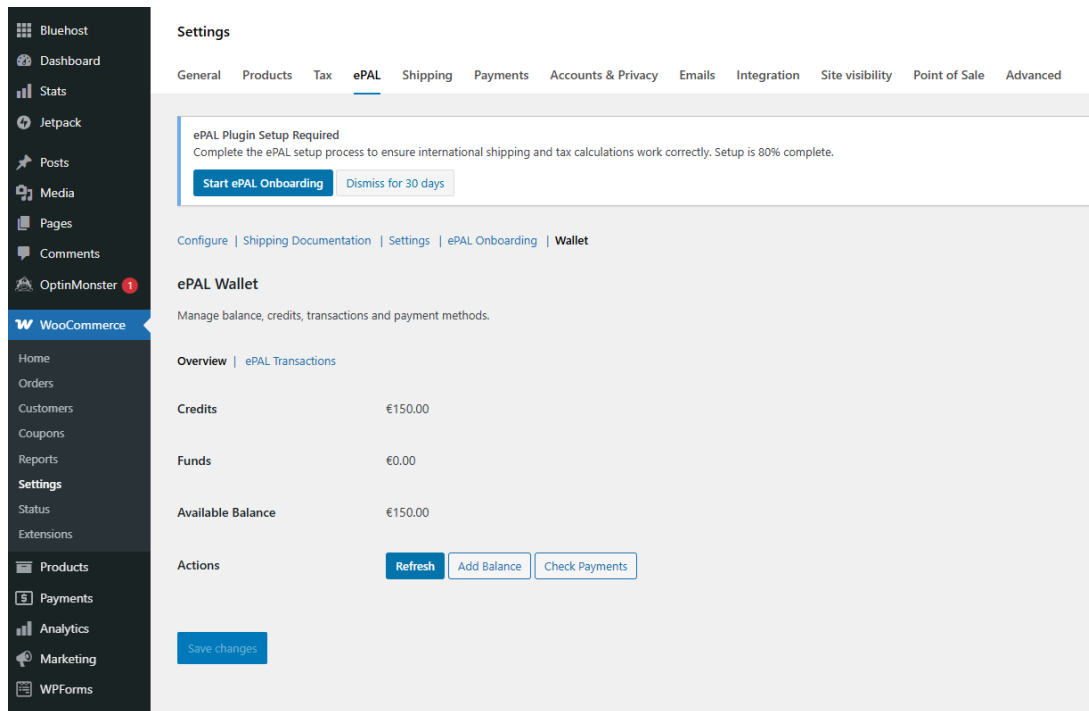 Bluehost
Dashboard
Stats
Jetpack
Posts
Media
Pages
Comments
OptinMonster 1
WooCommerce
Home
Orders
Customers
Coupons
Reports
Settings
Status
Extensions
Products
Payments
Analytics
Marketing
WPForms
Settings
General Products Tax ePAL Shipping Payments Accounts & Privacy Emails Integration Site visibility Point of Sale Advanced
ePAL Plugin Setup Required
Complete the ePAL setup process to ensure international shipping and tax calculations work correctly. Setup is 80% complete.
Start ePAL Onboarding Dismiss for 30 days
Configure | Shipping Documentation | Settings | ePAL Onboarding | Wallet
ePAL Wallet
Manage balance, credits, transactions and payment methods.
Overview | ePAL Transactions
Credits €150.00
Funds €0.00
Available Balance €150.00
Actions Refresh Add Balance Check Payments
Save changes